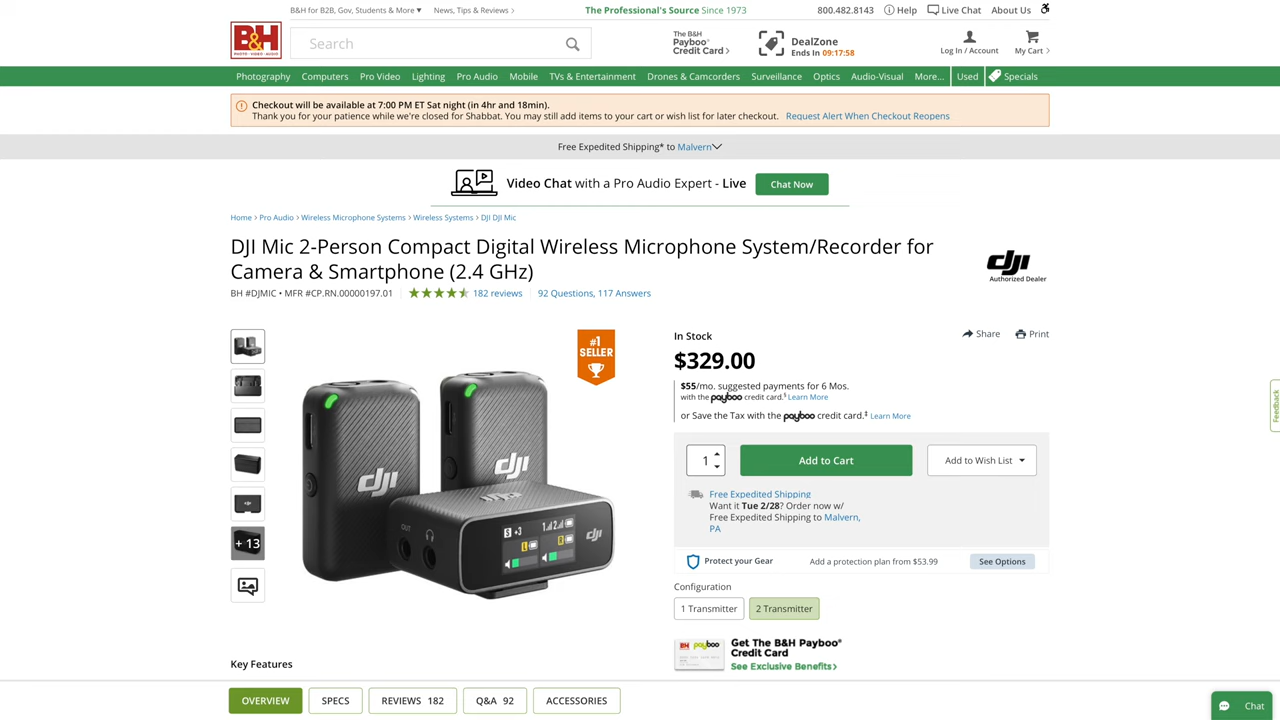 B&H for B2B, Gov, Students & More
News, Tips & Reviews
The Professional's Source Since 1973
800.482.8143
Help
Live Chat
About Us
B&H
PHOTO · VIDEO · AUDIO
Search
The B&H
Payboo
Credit Card
DealZone
Ends In 09:17:58
Log In / Account
My Cart
Photography
Computers
Pro Video
Lighting
Pro Audio
Mobile
TVs & Entertainment
Drones & Camcorders
Surveillance
Optics
Audio-Visual
More...
Used
Specials
Checkout will be available at 7:00 PM ET Sat night (in 4hr and 18min).
Thank you for your patience while we're closed for Shabbat. You may still add items to your cart or wish list for later checkout. Request Alert When Checkout Reopens
Free Expedited Shipping* to Malvern
Video Chat with a Pro Audio Expert - Live
Chat Now
Home > Pro Audio > Wireless Microphone Systems > Wireless Systems > DJI DJI Mic
DJI Mic 2-Person Compact Digital Wireless Microphone System/Recorder for
Camera & Smartphone (2.4 GHz)
dji
Authorized Dealer
BH #DJMIC • MFR #CP.RN.00000197.01
182 reviews
92 Questions, 117 Answers
+ 13
#1
SELLER
dji
dji
OUT
dji
In Stock
Share
Print
$329.00
$55/mo. suggested payments for 6 Mos.
with the payboo credit card.§ Learn More
or Save the Tax with the payboo credit card.‡ Learn More
1
Add to Cart
Add to Wish List
Free Expedited Shipping
Want it Tue 2/28? Order now w/
Free Expedited Shipping to Malvern,
PA
Protect your Gear
Add a protection plan from $53.99
See Options
Configuration
1 Transmitter
2 Transmitter
Get The B&H Payboo®
Credit Card
See Exclusive Benefits
Key Features
OVERVIEW
SPECS
REVIEWS 182
Q&A 92
ACCESSORIES
Feedback
Chat